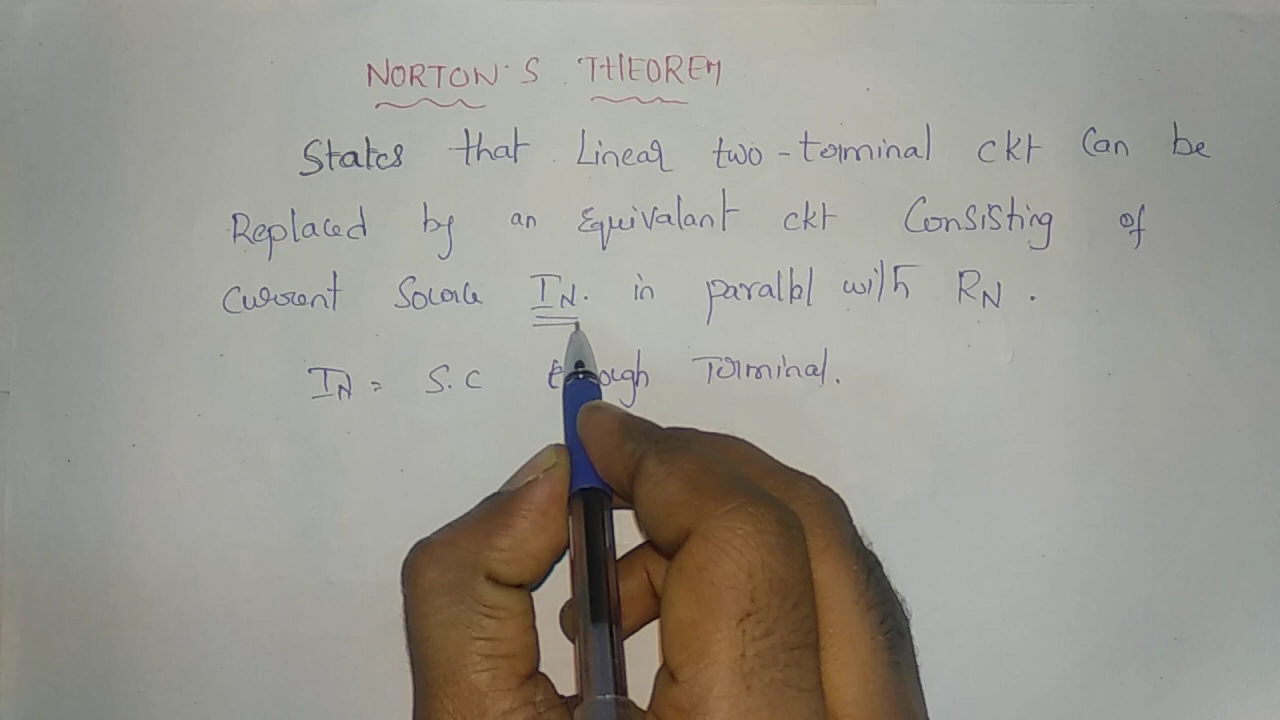 NORTON'S THEOREM
States that Linear two-terminal ckt Can be
Replaced by an Equivalant ckt Consisting of
Current Source IN. in parallel with RN.
IN = S.C through Terminal.